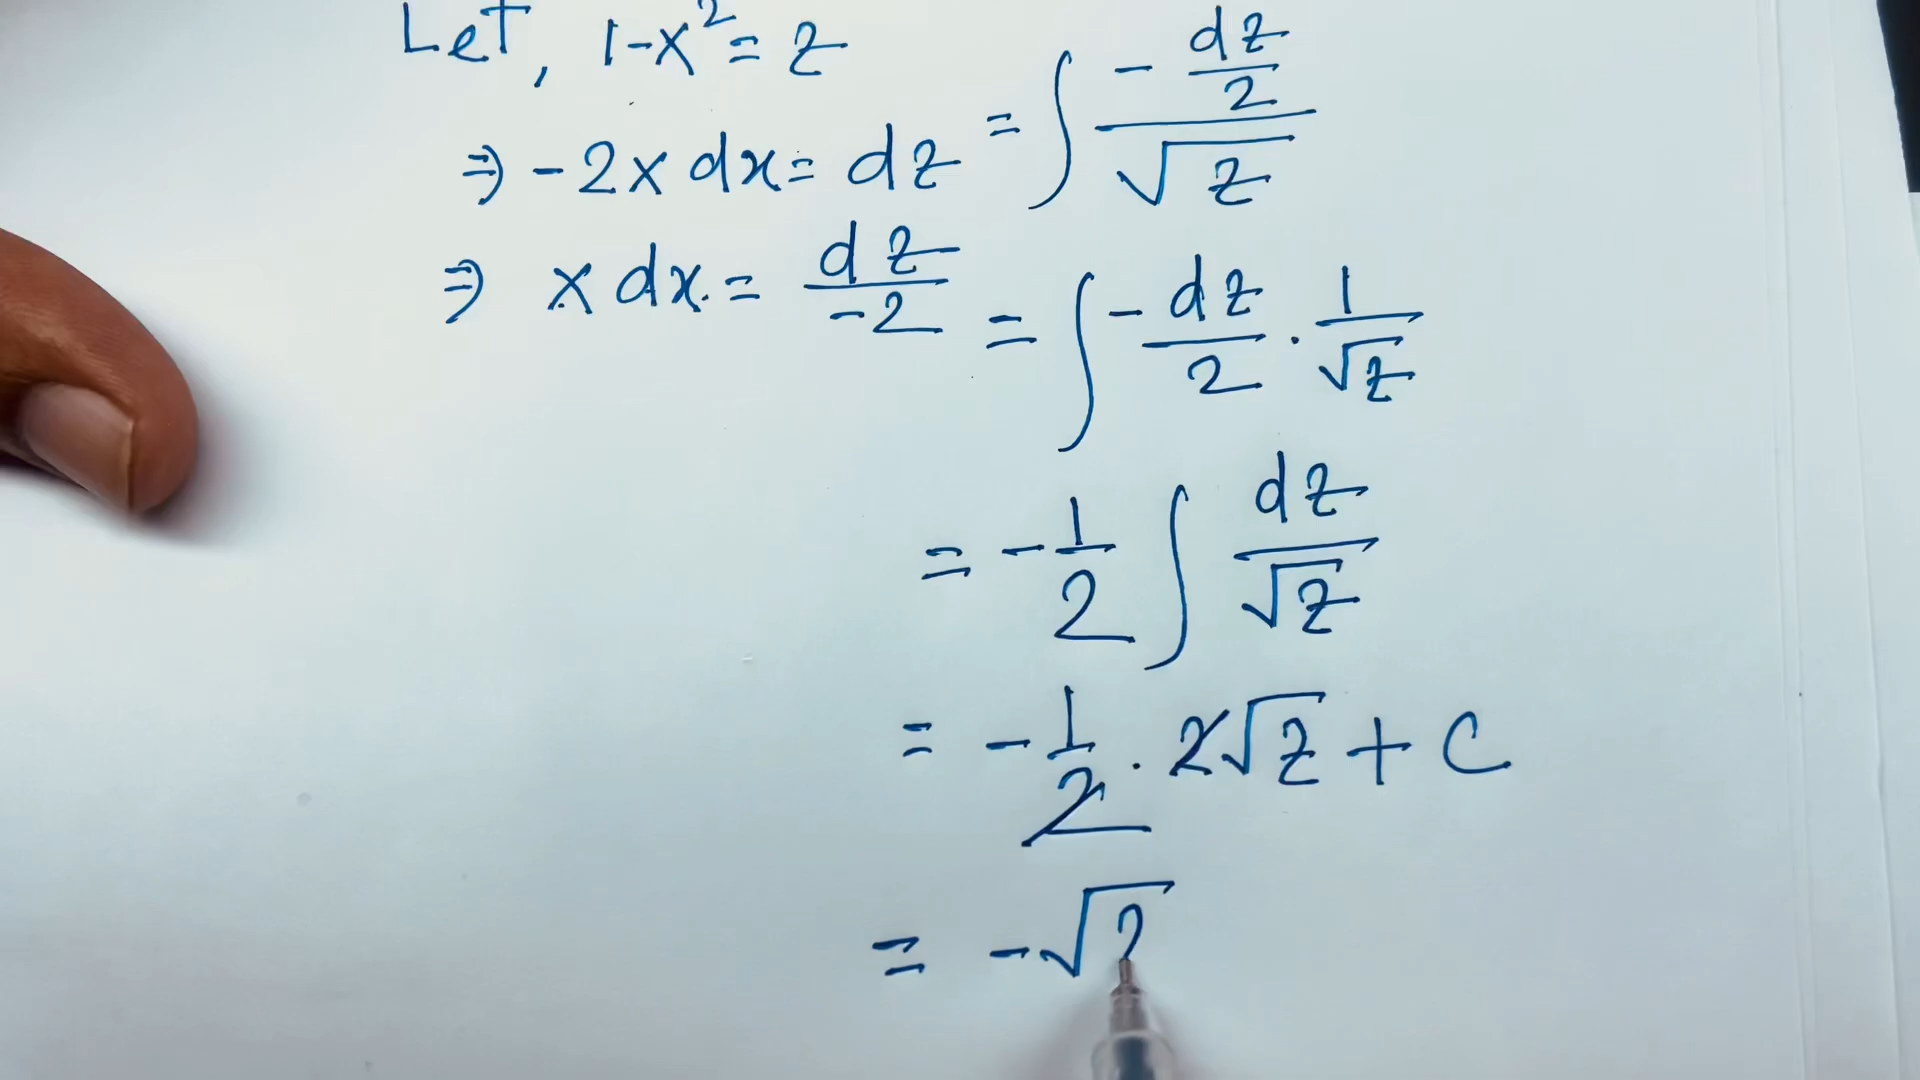 Let, 1-x² = z
⇒ -2x dx = dz
⇒ x dx = dz/-2
= ∫ (-dz/2)/√z
= ∫ -dz/2 · 1/√z
= -1/2 ∫ dz/√z
= -1/2 · 2√z + C
= -√